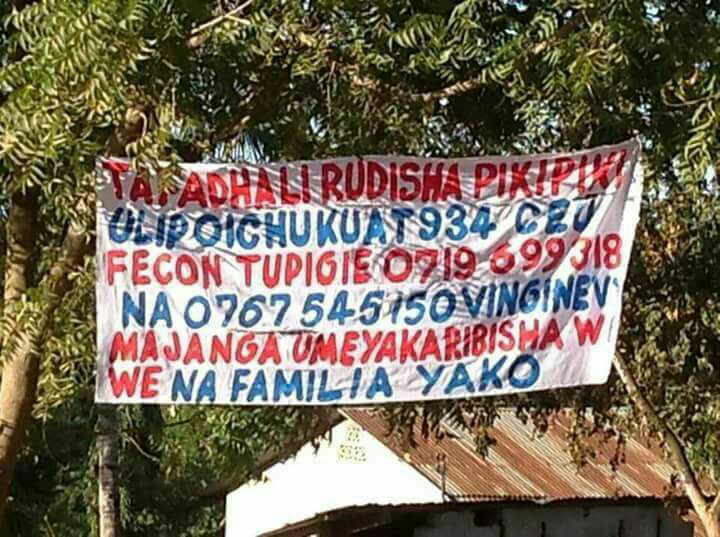 TAFADHALI RUDISHA PIKIPIKI
ULIPOICHUKUA T934 CEU
FECON TUPIGIE 0719 699318
NA 0767 545150 VINGINEV
MAJANGA UMEYAKARIBISHA W
WE NA FAMILIA YAKO